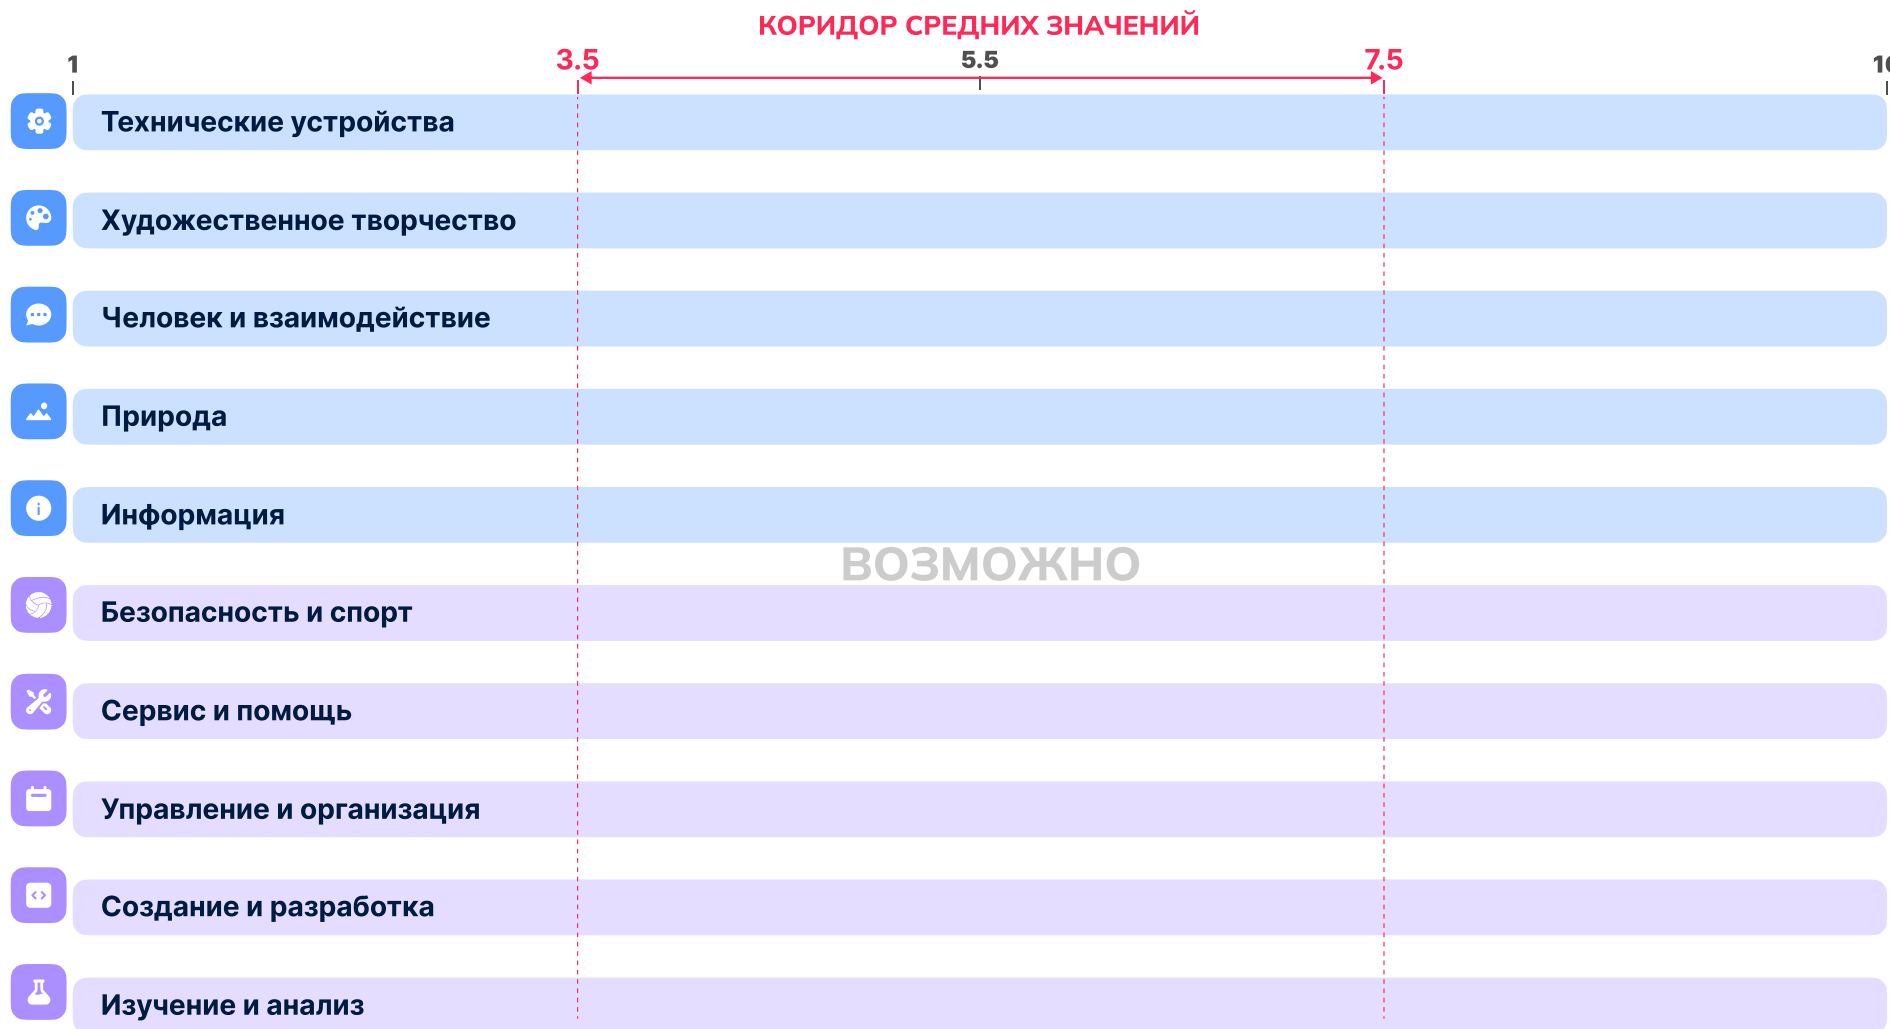 КОРИДОР СРЕДНИХ ЗНАЧЕНИЙ
1 3.5 5.5 7.5
Технические устройства
Художественное творчество
Человек и взаимодействие
Природа
Информация
ВОЗМОЖНО
Безопасность и спорт
Сервис и помощь
Управление и организация
Создание и разработка
Изучение и анализ